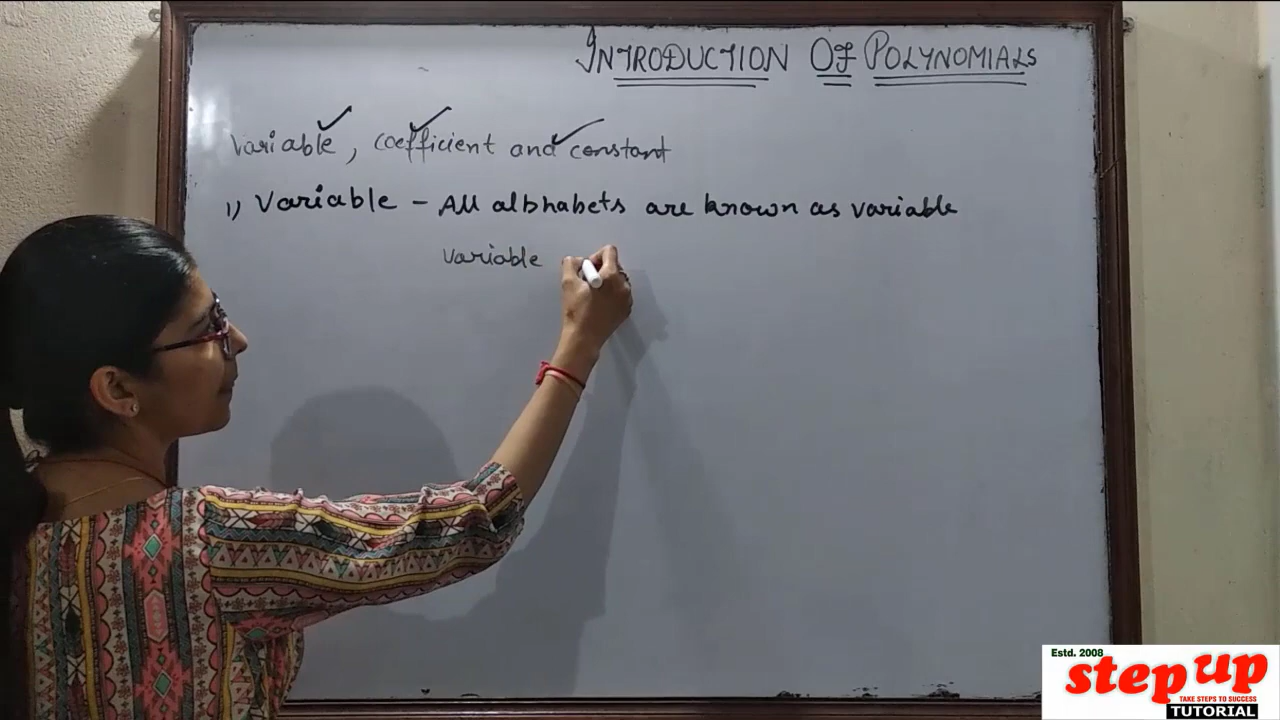 INTRODUCTION OF POLYNOMIALS
Variable, coefficient and constant
1) Variable - All alphabets are known as variable
variable
Estd. 2008
step up
TAKE STEPS TO SUCCESS
TUTORIAL